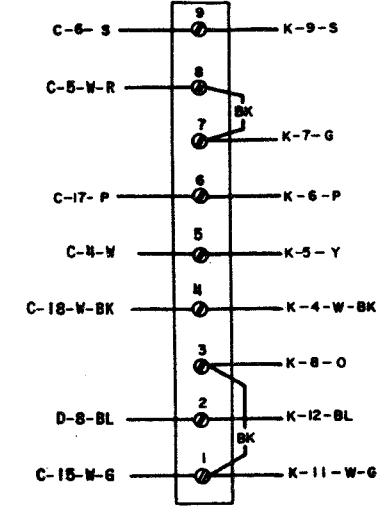 C-6-S 9 K-9-S
C-5-W-R 8
BK
7 K-7-G
C-17-P 6 K-6-P
C-4-W 5 K-5-Y
C-18-W-BK 4 K-4-W-BK
3 K-8-O
D-8-BL 2 K-12-BL
BK
C-15-W-G 1 K-11-W-G